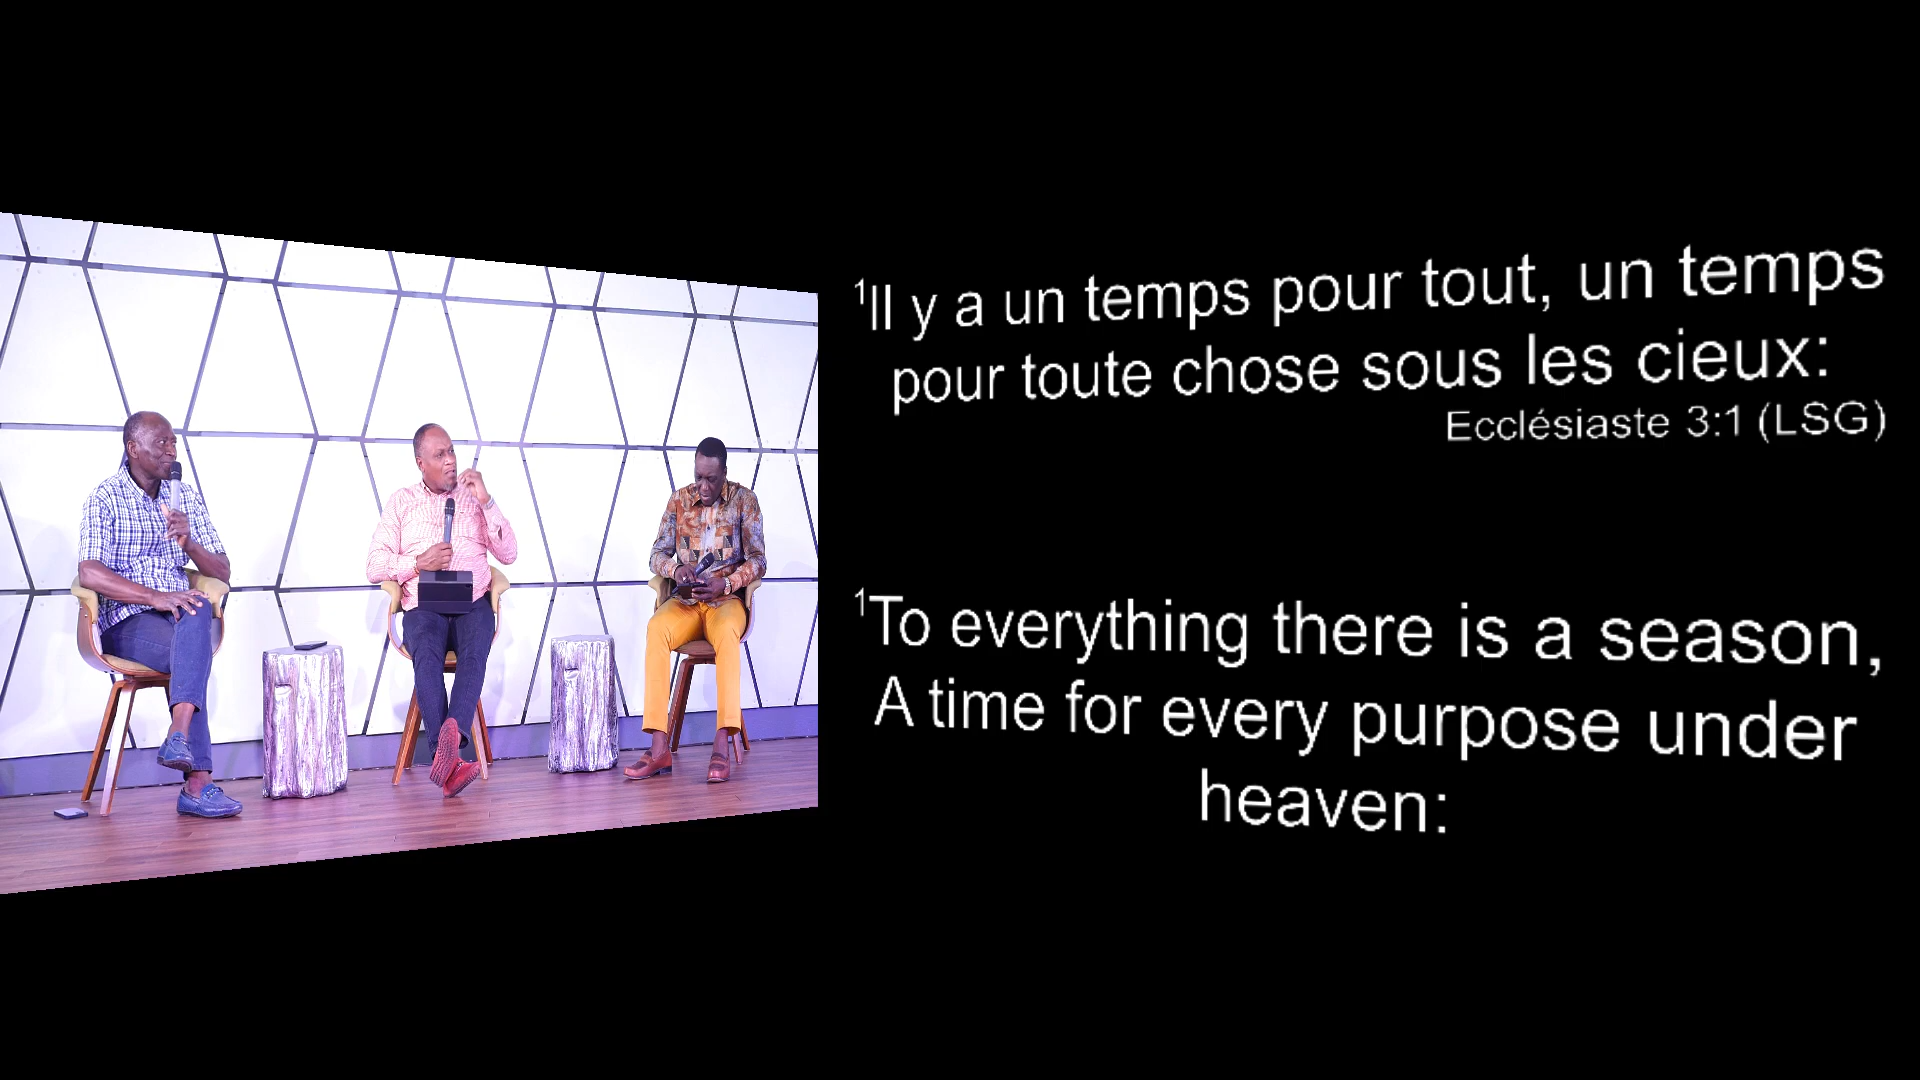 ¹Il y a un temps pour tout, un temps
pour toute chose sous les cieux:
Ecclésiaste 3:1 (LSG)
¹To everything there is a season,
A time for every purpose under
heaven: